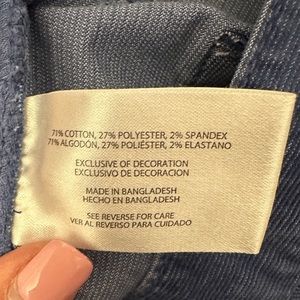 71% COTTON, 27% POLYESTER, 2% SPANDEX
71% ALGODÓN, 27% POLIÉSTER, 2% ELASTANO
EXCLUSIVE OF DECORATION
EXCLUSIVO DE DECORACION
MADE IN BANGLADESH
HECHO EN BANGLADESH
SEE REVERSE FOR CARE
VER AL REVERSO PARA CUIDADO